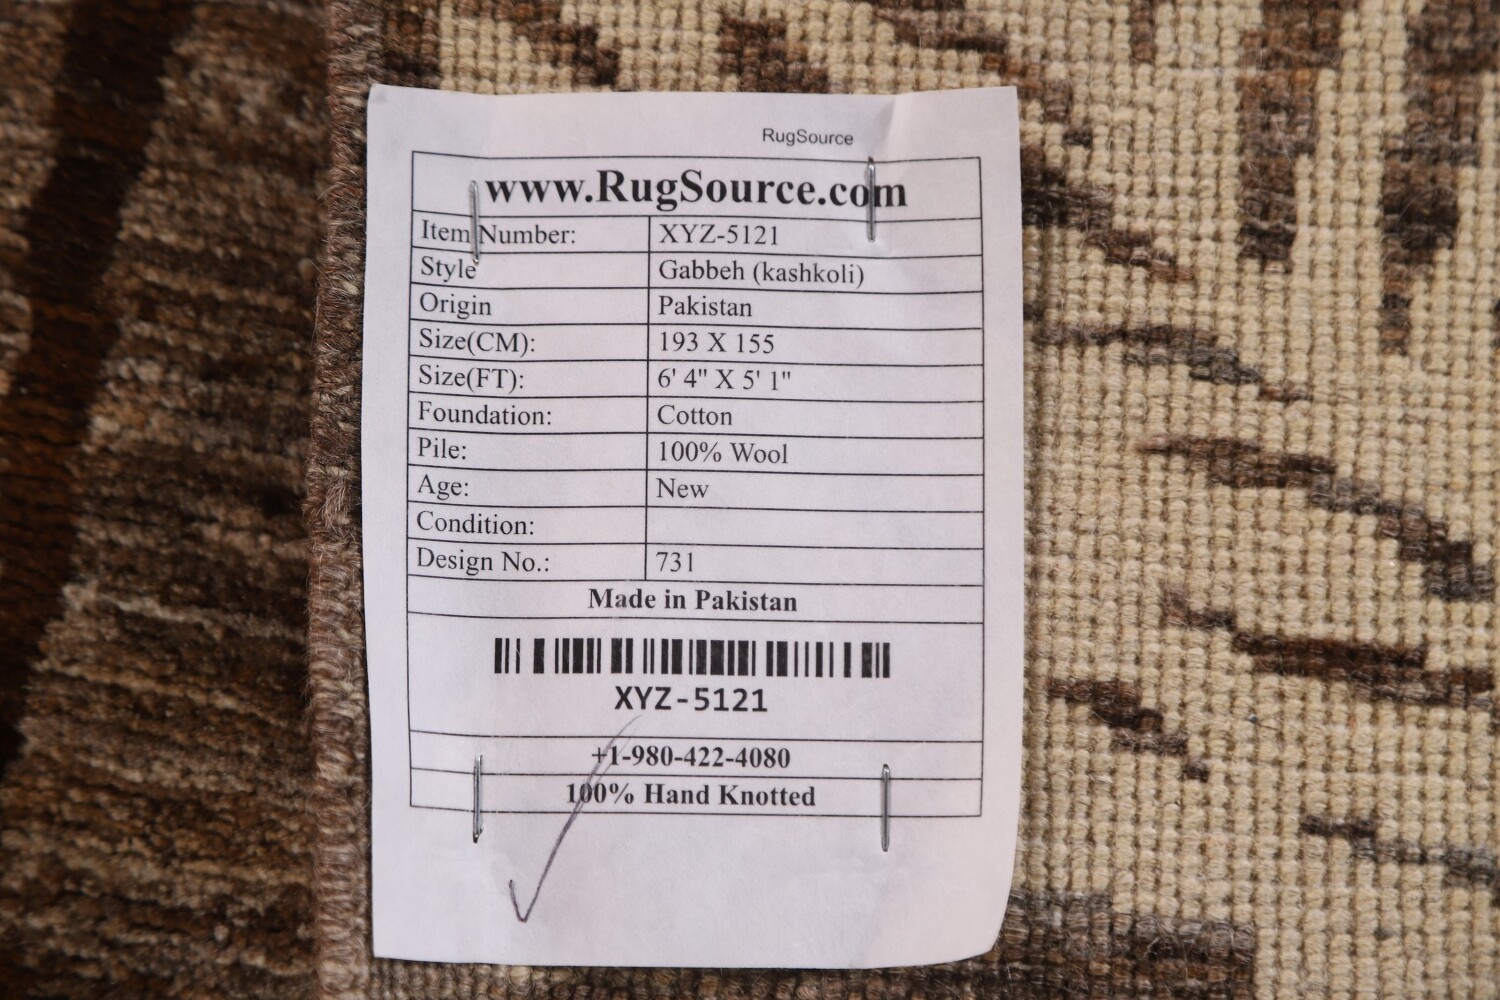 RugSource
www.RugSource.com
Item Number: XYZ-5121
Style Gabbeh (kashkoli)
Origin Pakistan
Size(CM): 193 X 155
Size(FT): 6' 4" X 5' 1"
Foundation: Cotton
Pile: 100% Wool
Age: New
Condition:
Design No.: 731
Made in Pakistan
XYZ-5121
+1-980-422-4080
100% Hand Knotted